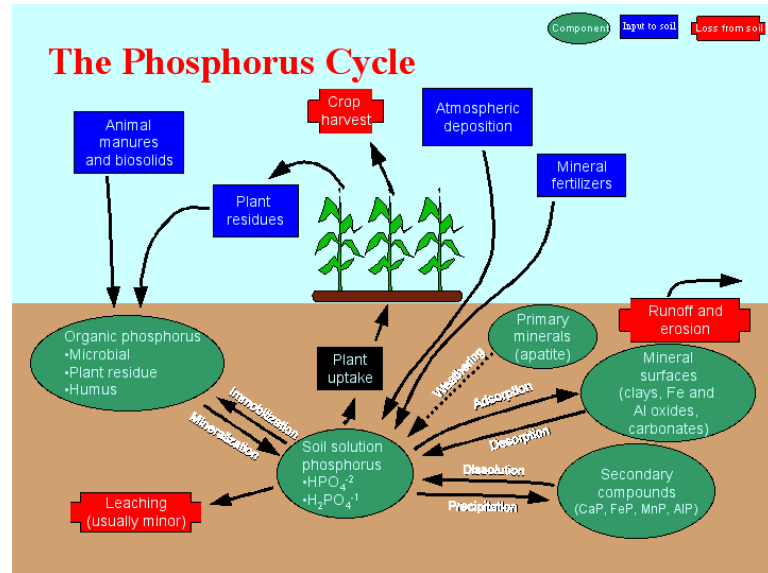 Component
Input to soil
Loss from soil
The Phosphorus Cycle
Crop
harvest
Atmospheric
deposition
Animal
manures
and biosolids
Mineral
fertilizers
Plant
residues
Runoff and
erosion
Primary
minerals
(apatite)
Organic phosphorus
•Microbial
•Plant residue
•Humus
Plant
uptake
Weathering
Mineral
surfaces
(clays, Fe and
Al oxides,
carbonates)
Adsorption
Desorption
Immobilization
Mineralization
Soil solution
phosphorus
•HPO₄⁻²
•H₂PO₄⁻¹
Dissolution
Precipitation
Secondary
compounds
(CaP, FeP, MnP, AlP)
Leaching
(usually minor)